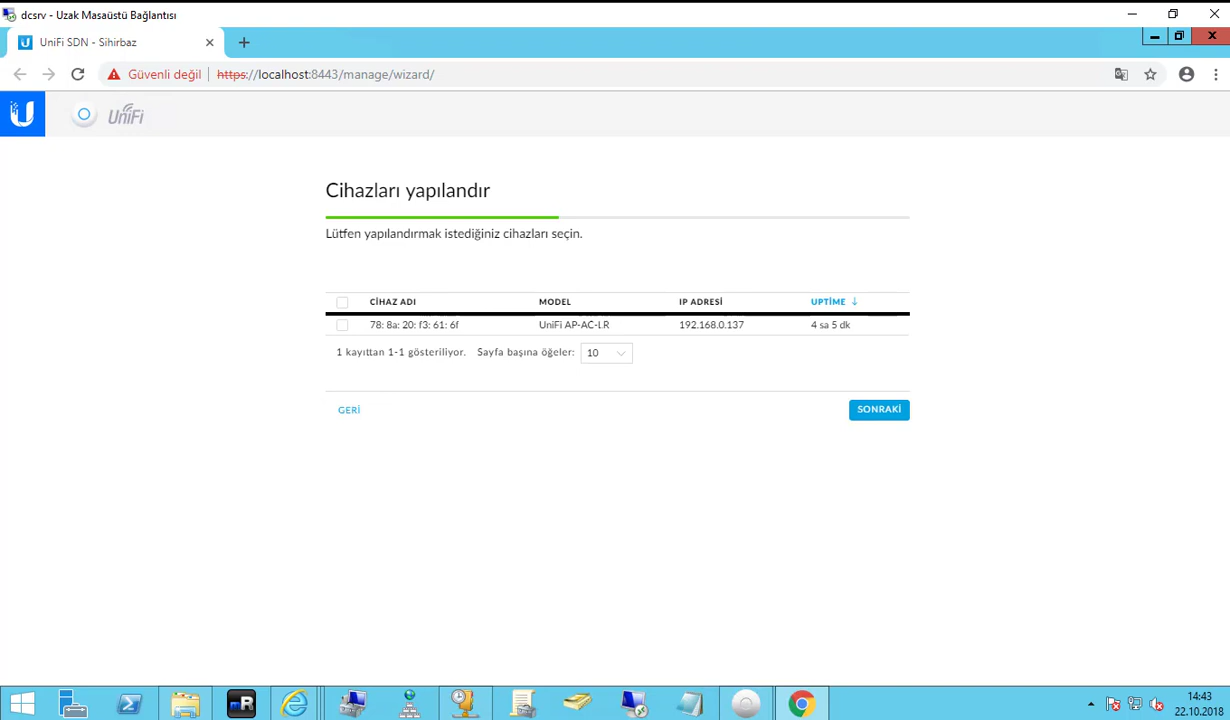 dcsrv - Uzak Masaüstü Bağlantısı
UniFi SDN - Sihirbaz
Güvenli değil
https://localhost:8443/manage/wizard/
UniFi
Cihazları yapılandır
Lütfen yapılandırmak istediğiniz cihazları seçin.
CİHAZ ADI MODEL IP ADRESİ UPTİME ↓
78: 8a: 20: f3: 61: 6f UniFi AP-AC-LR 192.168.0.137 4 sa 5 dk
1 kayıttan 1-1 gösteriliyor. Sayfa başına öğeler: 10
GERİ SONRAKİ
14:43
22.10.2018